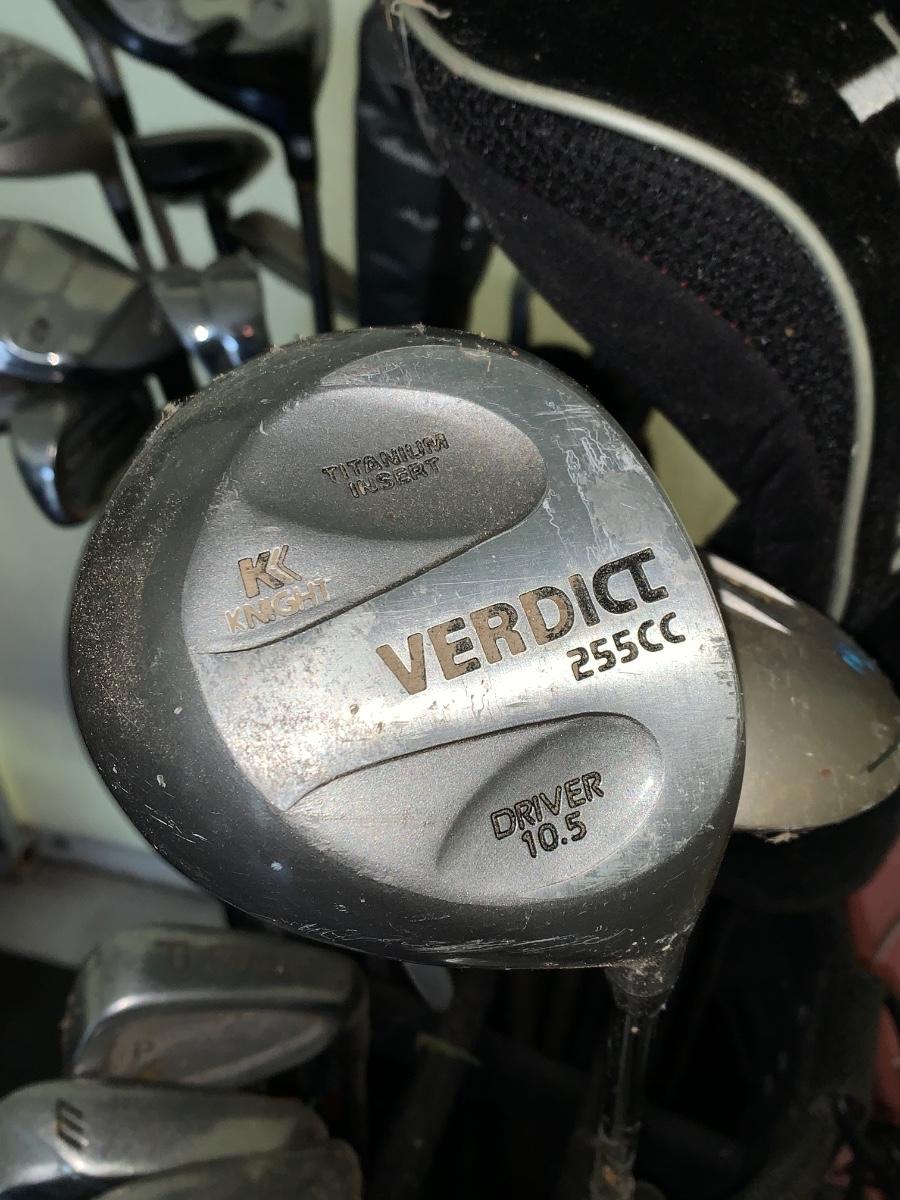 TITANIUM
INSERT
KK
KNIGHT
VERDICT
255CC
DRIVER
10.5
P
E